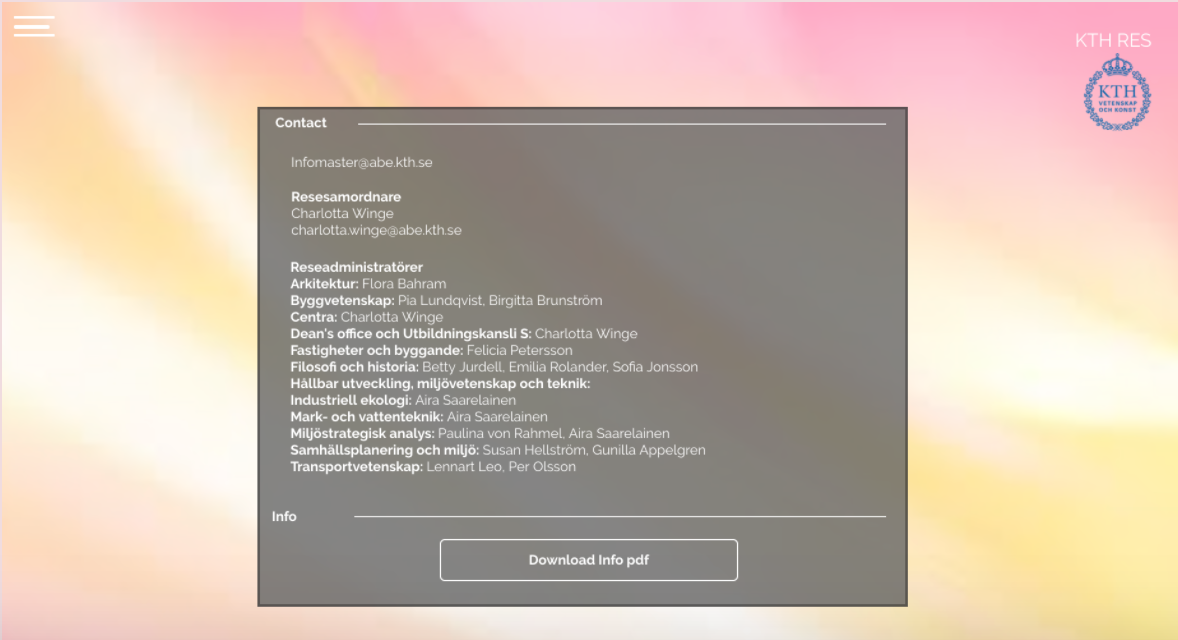 KTH RES
KTH
VETENSKAP
OCH KONST
Contact
Infomaster@abe.kth.se
Resesamordnare
Charlotta Winge
charlotta.winge@abe.kth.se
Reseadministratörer
Arkitektur: Flora Bahram
Byggvetenskap: Pia Lundqvist, Birgitta Brunström
Centra: Charlotta Winge
Dean's office och Utbildningskansli S: Charlotta Winge
Fastigheter och byggande: Felicia Petersson
Filosofi och historia: Betty Jurdell, Emilia Rolander, Sofia Jonsson
Hållbar utveckling, miljövetenskap och teknik:
Industriell ekologi: Aira Saarelainen
Mark- och vattenteknik: Aira Saarelainen
Miljöstrategisk analys: Paulina von Rahmel, Aira Saarelainen
Samhällsplanering och miljö: Susan Hellström, Gunilla Appelgren
Transportvetenskap: Lennart Leo, Per Olsson
Info
Download Info pdf